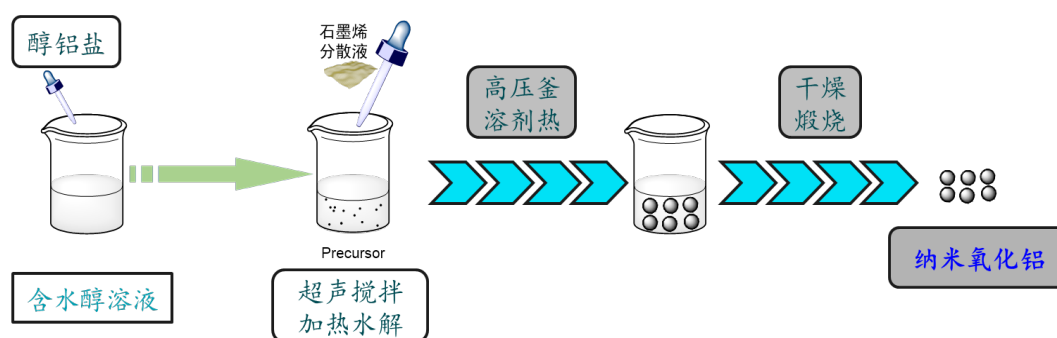 醇铝盐
含水醇溶液
石墨烯
分散液
Precursor
超声搅拌
加热水解
高压釜
溶剂热
干燥
煅烧
纳米氧化铝